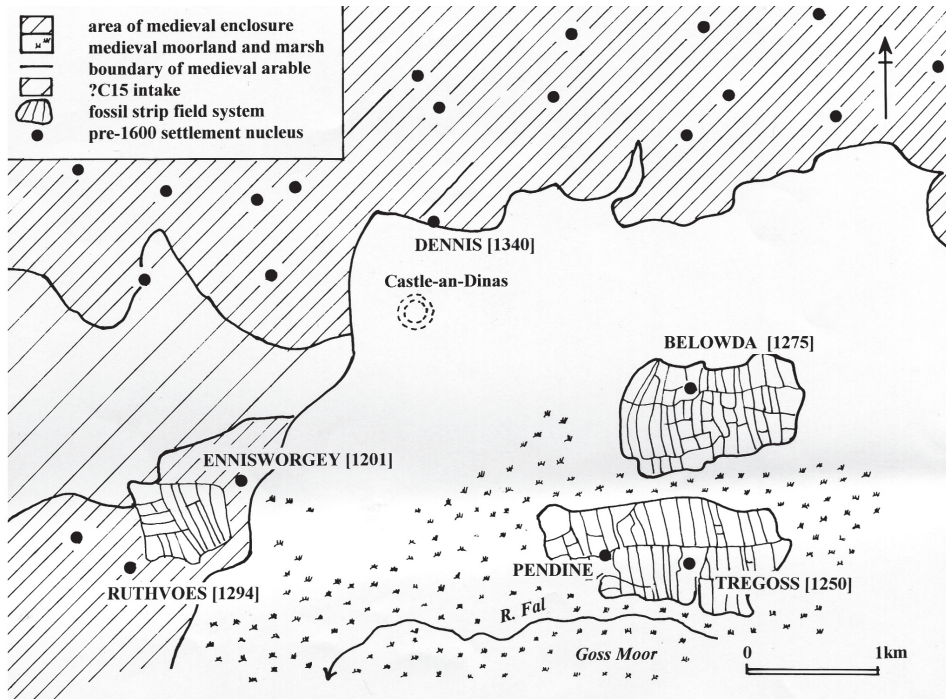 area of medieval enclosure
medieval moorland and marsh
boundary of medieval arable
?C15 intake
fossil strip field system
pre-1600 settlement nucleus
DENNIS [1340]
Castle-an-Dinas
BELOWDA [1275]
ENNISWORGEY [1201]
PENDINE
TREGOSS [1250]
RUTHVOES [1294]
R. Fal
Goss Moor
0 1km